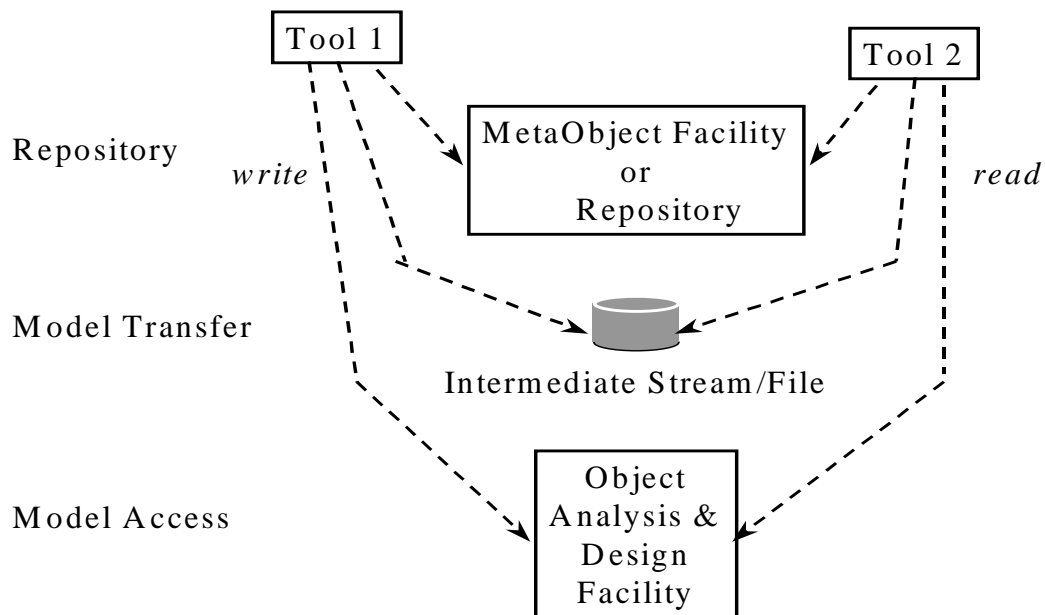 Tool 1
Tool 2
Repository
write
MetaObject Facility
or
Repository
read
Model Transfer
Intermediate Stream/File
Model Access
Object
Analysis &
Design
Facility